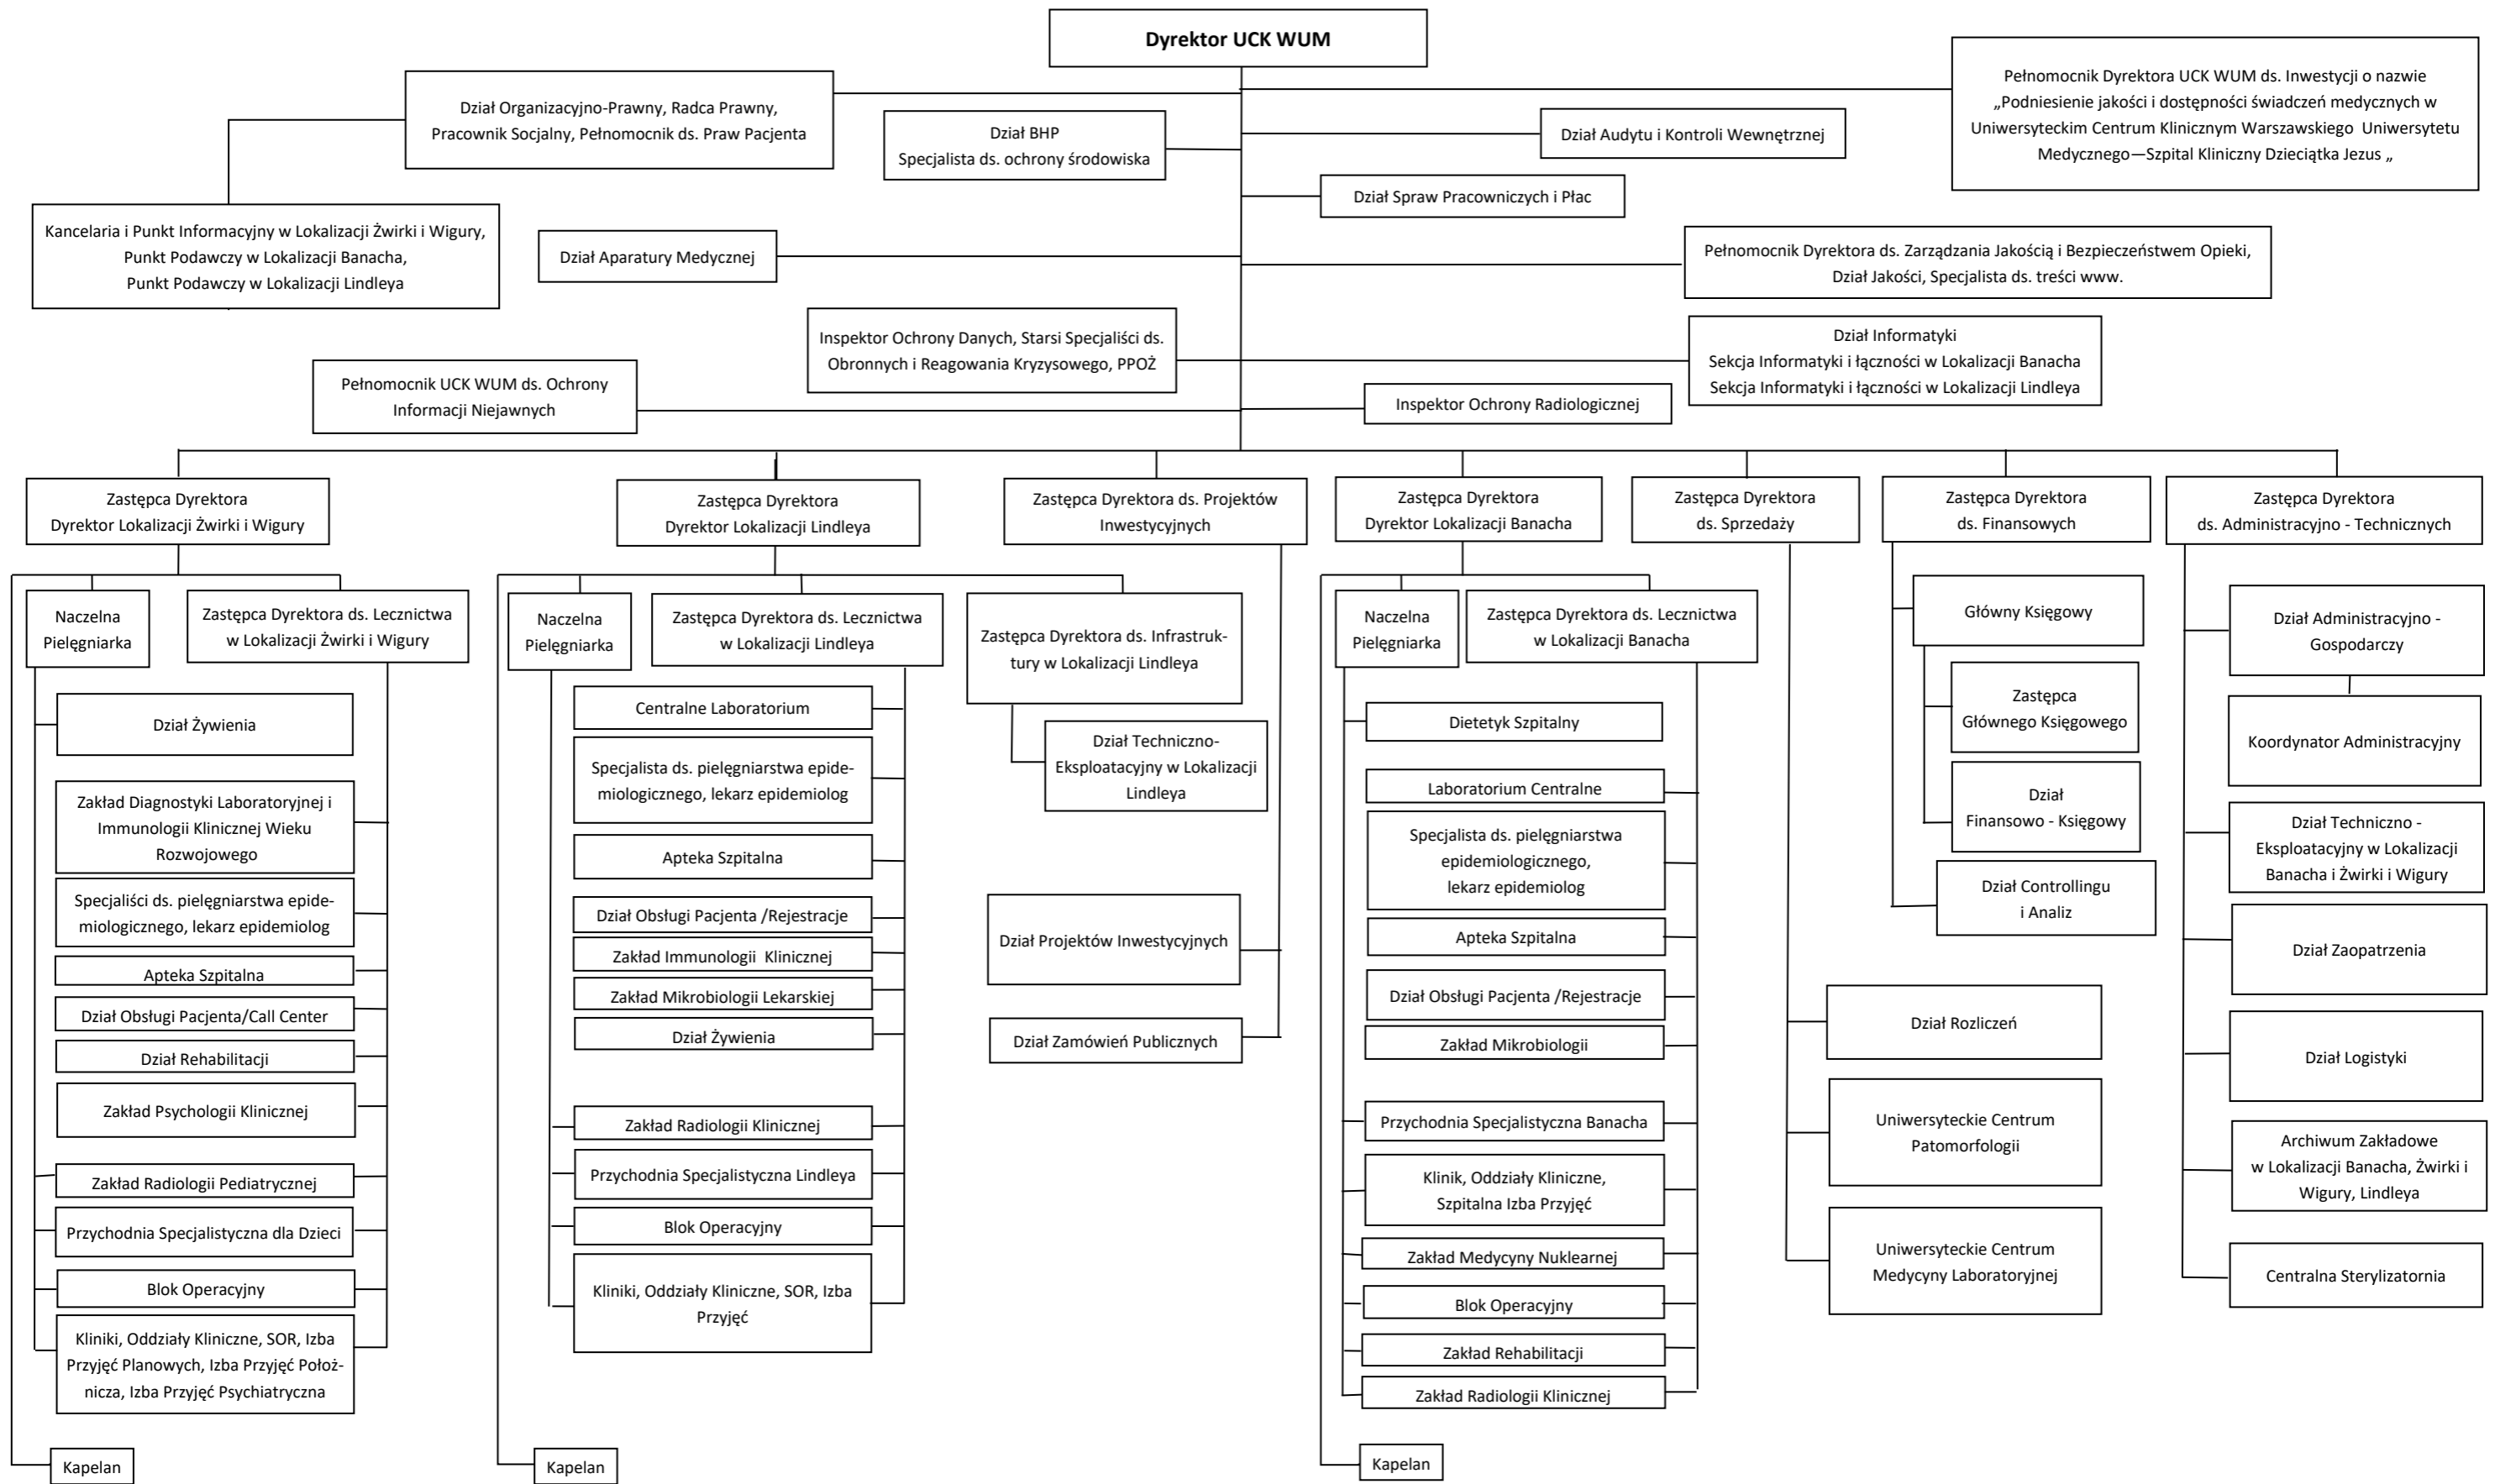 Dyrektor UCK WUM
Pełnomocnik Dyrektora UCK WUM ds. Inwestycji o nazwie
„Podniesienie jakości i dostępności świadczeń medycznych w
Uniwersyteckim Centrum Klinicznym Warszawskiego Uniwersytetu
Medycznego—Szpital Kliniczny Dzieciątka Jezus „
Dział Organizacyjno-Prawny, Radca Prawny,
Pracownik Socjalny, Pełnomocnik ds. Praw Pacjenta
Dział BHP
Specjalista ds. ochrony środowiska
Dział Audytu i Kontroli Wewnętrznej
Dział Spraw Pracowniczych i Płac
Kancelaria i Punkt Informacyjny w Lokalizacji Żwirki i Wigury,
Punkt Podawczy w Lokalizacji Banacha,
Punkt Podawczy w Lokalizacji Lindleya
Dział Aparatury Medycznej
Pełnomocnik Dyrektora ds. Zarządzania Jakością i Bezpieczeństwem Opieki,
Dział Jakości, Specjalista ds. treści www.
Inspektor Ochrony Danych, Starsi Specjaliści ds.
Obronnych i Reagowania Kryzysowego, PPOŻ
Dział Informatyki
Sekcja Informatyki i łączności w Lokalizacji Banacha
Sekcja Informatyki i łączności w Lokalizacji Lindleya
Pełnomocnik UCK WUM ds. Ochrony
Informacji Niejawnych
Inspektor Ochrony Radiologicznej
Zastępca Dyrektora
Dyrektor Lokalizacji Żwirki i Wigury
Zastępca Dyrektora
Dyrektor Lokalizacji Lindleya
Zastępca Dyrektora ds. Projektów
Inwestycyjnych
Zastępca Dyrektora
Dyrektor Lokalizacji Banacha
Zastępca Dyrektora
ds. Sprzedaży
Zastępca Dyrektora
ds. Finansowych
Zastępca Dyrektora
ds. Administracyjno - Technicznych
Naczelna
Pielęgniarka
Zastępca Dyrektora ds. Lecznictwa
w Lokalizacji Żwirki i Wigury
Dział Żywienia
Zakład Diagnostyki Laboratoryjnej i
Immunologii Klinicznej Wieku
Rozwojowego
Specjaliści ds. pielęgniarstwa epide-
miologicznego, lekarz epidemiolog
Apteka Szpitalna
Dział Obsługi Pacjenta/Call Center
Dział Rehabilitacji
Zakład Psychologii Klinicznej
Zakład Radiologii Pediatrycznej
Przychodnia Specjalistyczna dla Dzieci
Blok Operacyjny
Kliniki, Oddziały Kliniczne, SOR, Izba
Przyjęć Planowych, Izba Przyjęć Położ-
nicza, Izba Przyjęć Psychiatryczna
Kapelan
Naczelna
Pielęgniarka
Zastępca Dyrektora ds. Lecznictwa
w Lokalizacji Lindleya
Zastępca Dyrektora ds. Infrastruk-
tury w Lokalizacji Lindleya
Centralne Laboratorium
Specjalista ds. pielęgniarstwa epide-
miologicznego, lekarz epidemiolog
Apteka Szpitalna
Dział Obsługi Pacjenta /Rejestracje
Zakład Immunologii Klinicznej
Zakład Mikrobiologii Lekarskiej
Dział Żywienia
Zakład Radiologii Klinicznej
Przychodnia Specjalistyczna Lindleya
Blok Operacyjny
Kliniki, Oddziały Kliniczne, SOR, Izba
Przyjęć
Kapelan
Dział Techniczno-
Eksploatacyjny w Lokalizacji
Lindleya
Dział Projektów Inwestycyjnych
Dział Zamówień Publicznych
Naczelna
Pielęgniarka
Zastępca Dyrektora ds. Lecznictwa
w Lokalizacji Banacha
Dietetyk Szpitalny
Laboratorium Centralne
Specjalista ds. pielęgniarstwa
epidemiologicznego,
lekarz epidemiolog
Apteka Szpitalna
Dział Obsługi Pacjenta /Rejestracje
Zakład Mikrobiologii
Przychodnia Specjalistyczna Banacha
Klinik, Oddziały Kliniczne,
Szpitalna Izba Przyjęć
Zakład Medycyny Nuklearnej
Blok Operacyjny
Zakład Rehabilitacji
Zakład Radiologii Klinicznej
Kapelan
Dział Rozliczeń
Uniwersyteckie Centrum
Patomorfologii
Uniwersyteckie Centrum
Medycyny Laboratoryjnej
Główny Księgowy
Zastępca
Głównego Księgowego
Dział
Finansowo - Księgowy
Dział Controllingu
i Analiz
Dział Administracyjno -
Gospodarczy
Koordynator Administracyjny
Dział Techniczno -
Eksploatacyjny w Lokalizacji
Banacha i Żwirki i Wigury
Dział Zaopatrzenia
Dział Logistyki
Archiwum Zakładowe
w Lokalizacji Banacha, Żwirki i
Wigury, Lindleya
Centralna Sterylizatornia